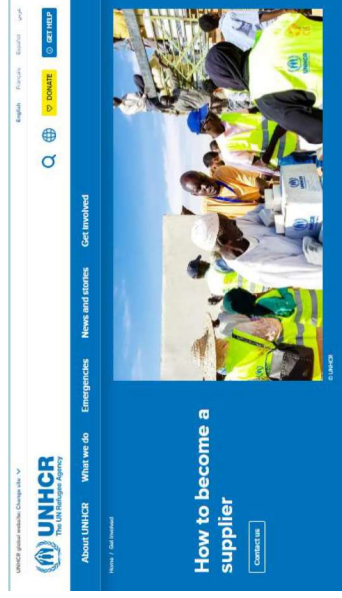 UNHCR global website: Change site
English Français Español عربي
UNHCR
The UN Refugee Agency
DONATE
GET HELP
About UNHCR What we do Emergencies News and stories Get Involved
Home / Get Involved
How to become a
supplier
Contact us
UNHCR
© UNHCR